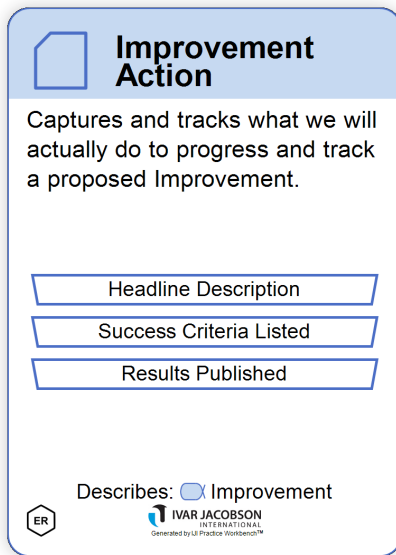 Improvement
Action
Captures and tracks what we will
actually do to progress and track
a proposed Improvement.
Headline Description
Success Criteria Listed
Results Published
Describes: Improvement
ER
IVAR JACOBSON
INTERNATIONAL
Generated by IJI Practice Workbench™